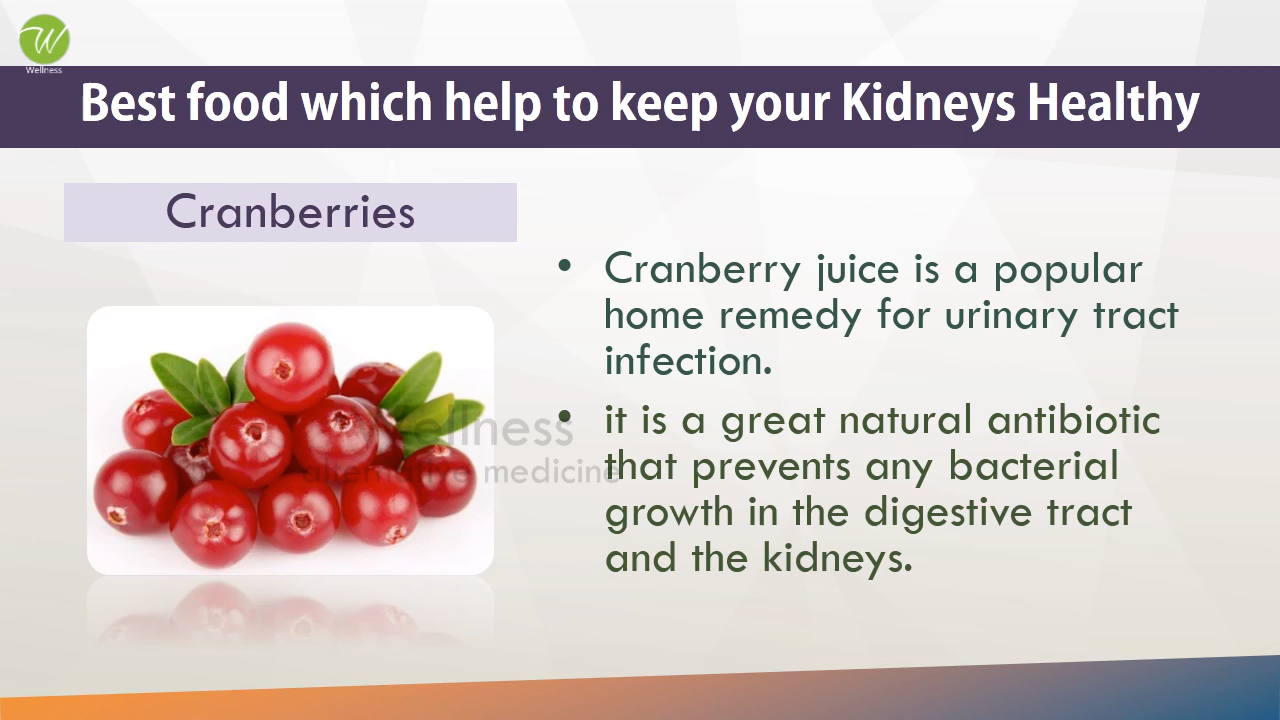 W
Wellness
Best food which help to keep your Kidneys Healthy
Cranberries
• Cranberry juice is a popular
home remedy for urinary tract
infection.
• it is a great natural antibiotic
that prevents any bacterial
growth in the digestive tract
and the kidneys.
wellness
alternative medicine